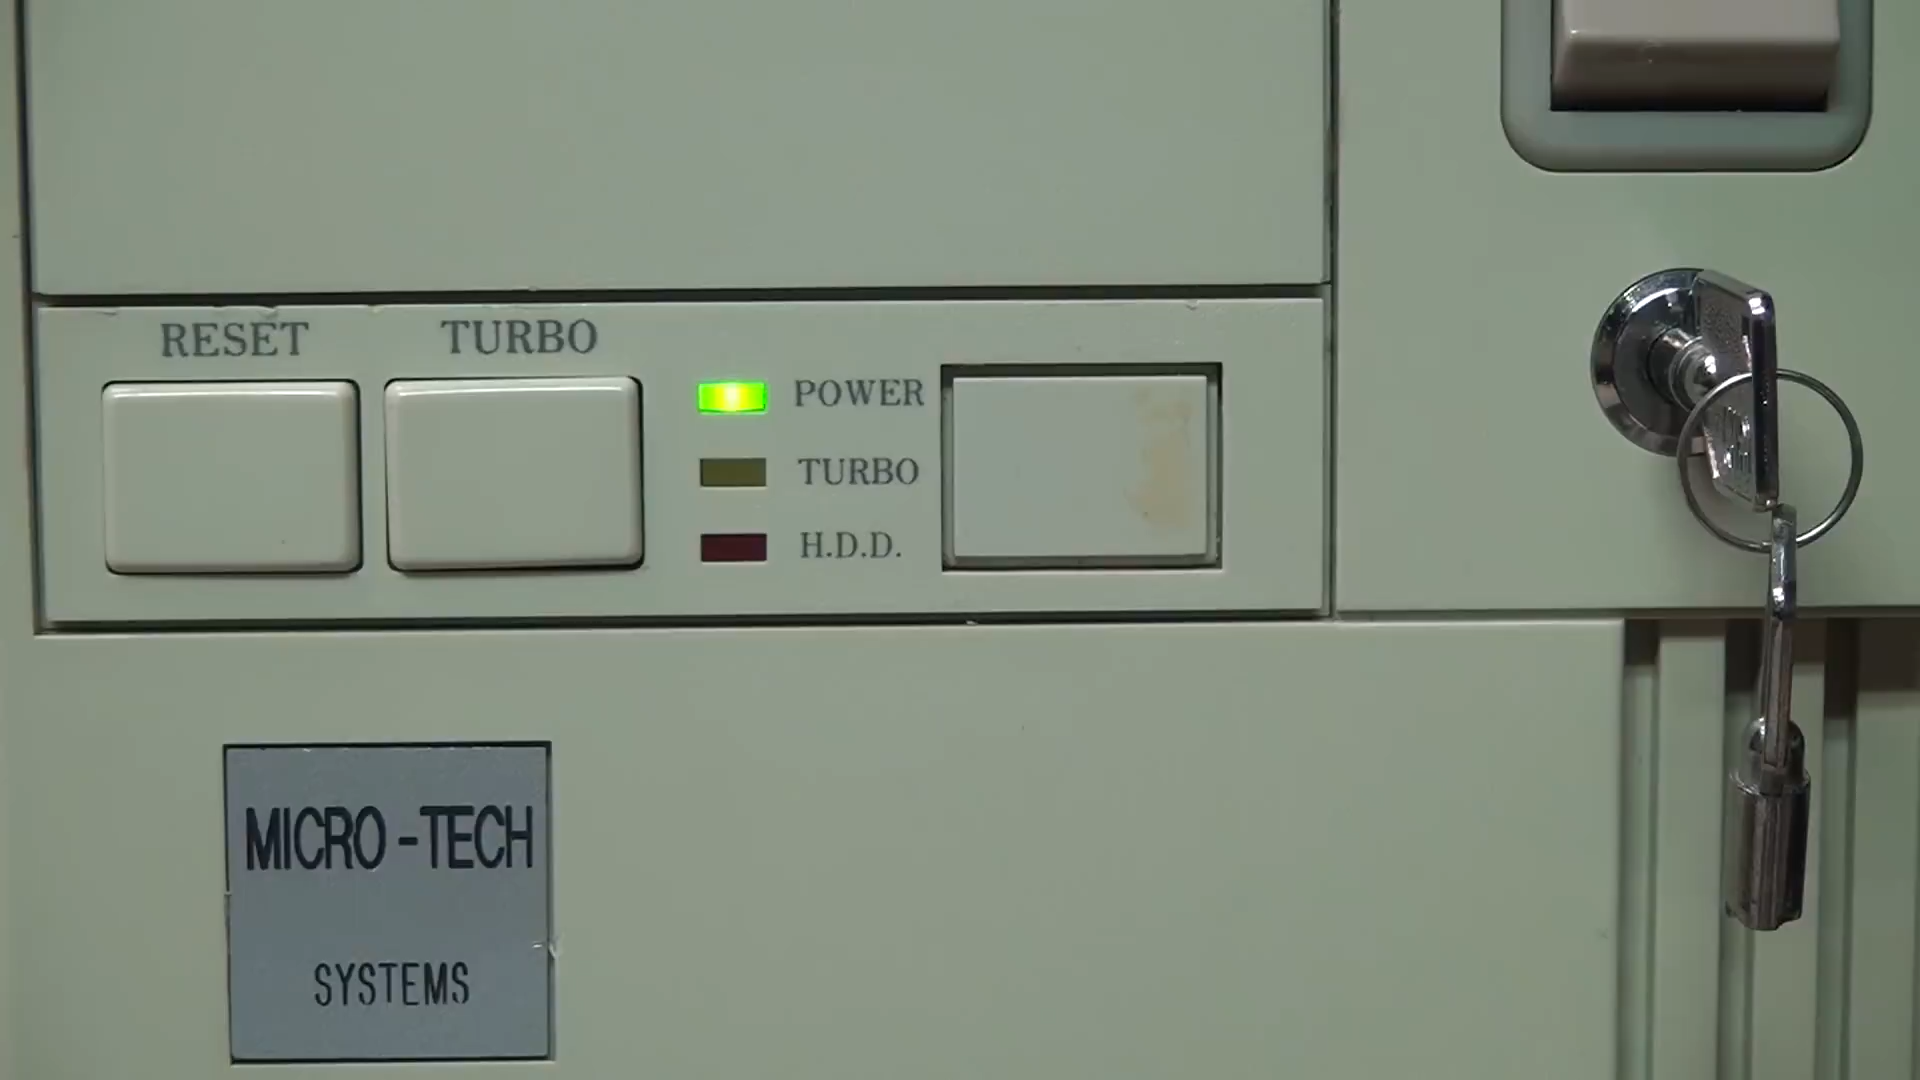 RESET
TURBO
POWER
TURBO
H.D.D.
MICRO-TECH
SYSTEMS